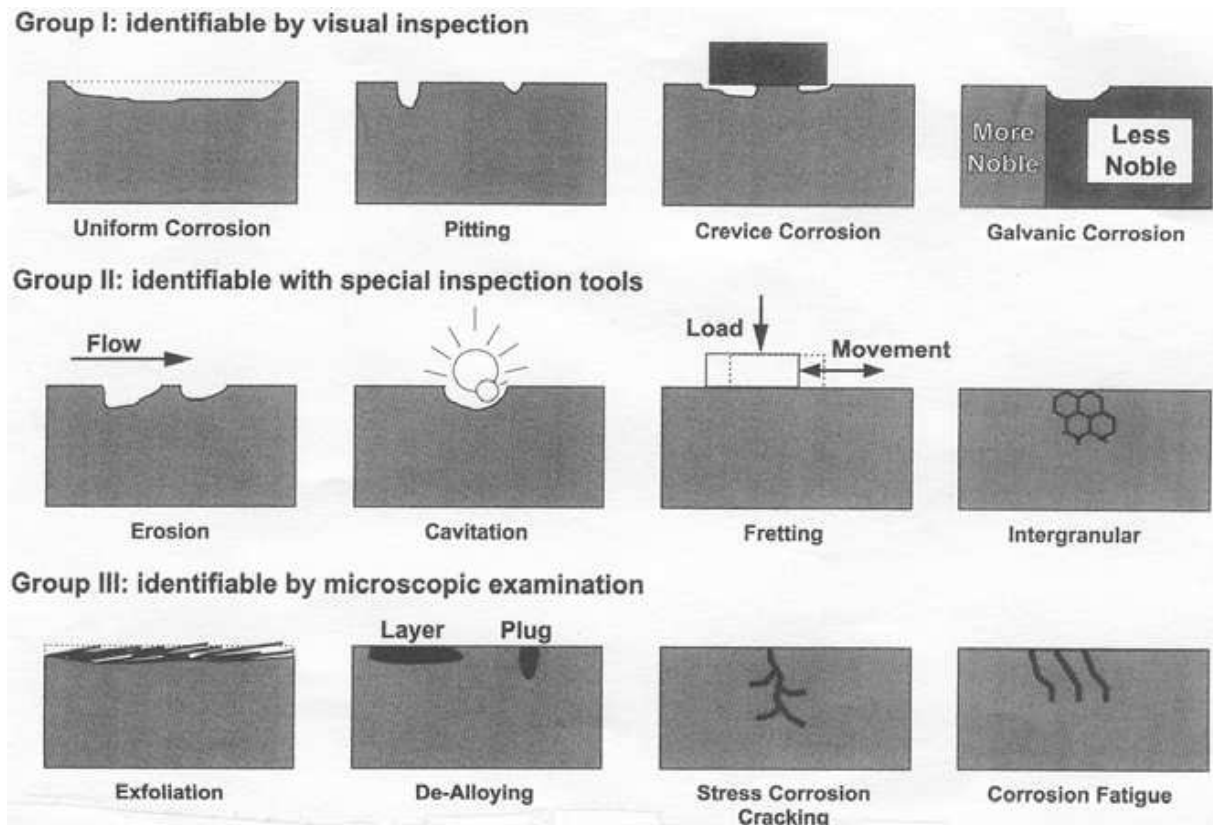 Group I: identifiable by visual inspection
More
Noble
Less
Noble
Uniform Corrosion
Pitting
Crevice Corrosion
Galvanic Corrosion
Group II: identifiable with special inspection tools
Flow
Load
Movement
Erosion
Cavitation
Fretting
Intergranular
Group III: identifiable by microscopic examination
Layer
Plug
Exfoliation
De-Alloying
Stress Corrosion
Cracking
Corrosion Fatigue